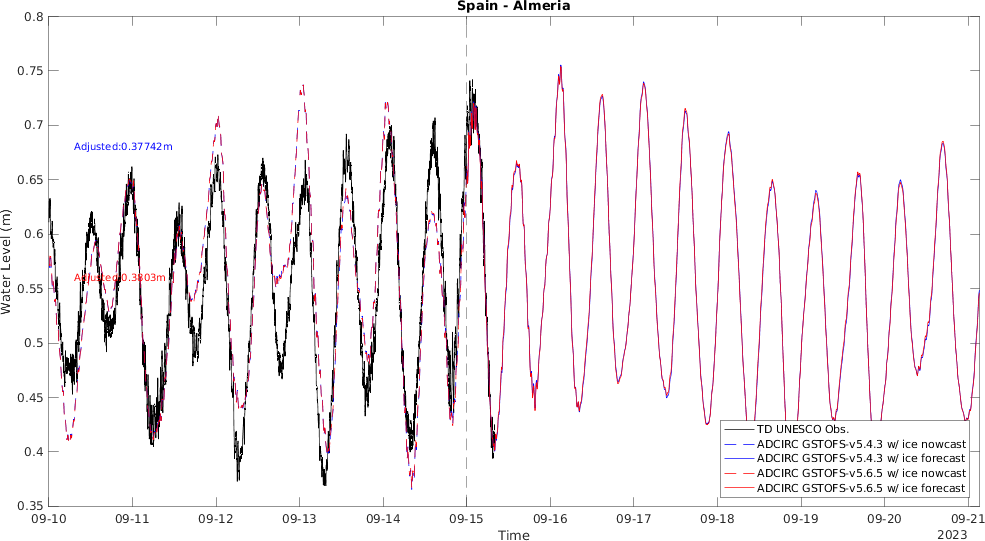 Spain - Almeria
0.8
0.75
0.7
0.65
0.6
0.55
0.5
0.45
0.4
0.35
Water Level (m)
Adjusted:0.37742m
Adjusted:0.3803m
TD UNESCO Obs.
ADCIRC GSTOFS-v5.4.3 w/ ice nowcast
ADCIRC GSTOFS-v5.4.3 w/ ice forecast
ADCIRC GSTOFS-v5.6.5 w/ ice nowcast
ADCIRC GSTOFS-v5.6.5 w/ ice forecast
09-10 09-11 09-12 09-13 09-14 09-15 09-16 09-17 09-18 09-19 09-20 09-21
Time
2023